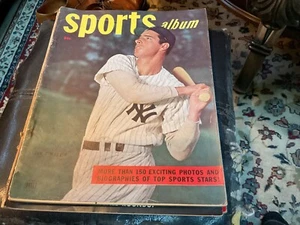 sports
album
NY
MORE THAN 150 EXCITING PHOTOS AND
BIOGRAPHIES OF TOP SPORTS STARS!